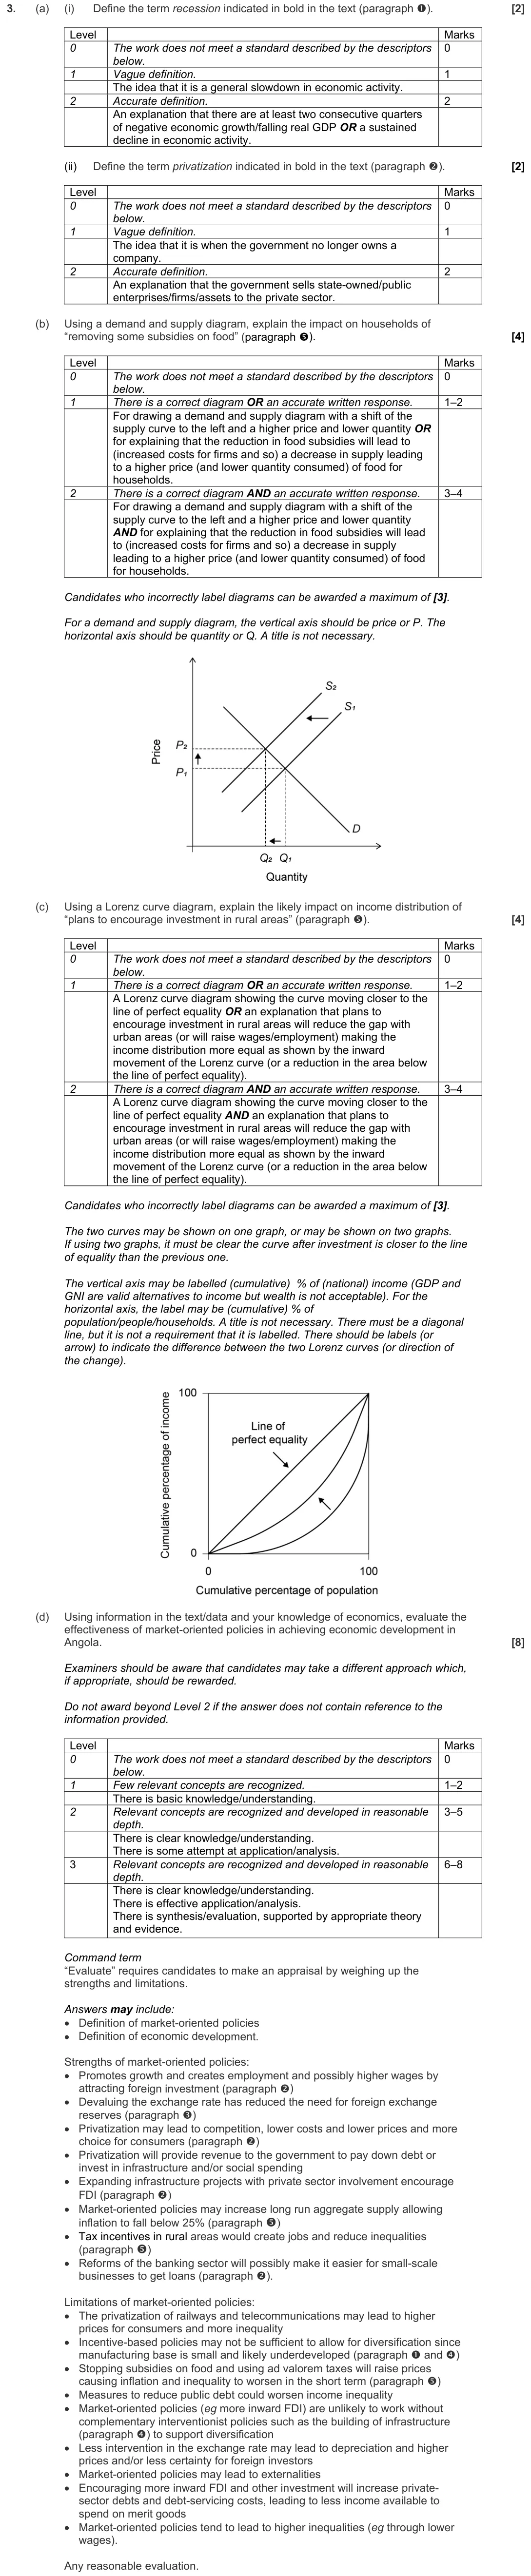 3. (a) (i) Define the term recession indicated in bold in the text (paragraph ❶). [2]
Level Marks
0 The work does not meet a standard described by the descriptors 0
below.
1 Vague definition. 1
The idea that it is a general slowdown in economic activity.
2 Accurate definition. 2
An explanation that there are at least two consecutive quarters
of negative economic growth/falling real GDP OR a sustained
decline in economic activity.
(ii) Define the term privatization indicated in bold in the text (paragraph ❷). [2]
Level Marks
0 The work does not meet a standard described by the descriptors 0
below.
1 Vague definition. 1
The idea that it is when the government no longer owns a
company.
2 Accurate definition. 2
An explanation that the government sells state-owned/public
enterprises/firms/assets to the private sector.
(b) Using a demand and supply diagram, explain the impact on households of
“removing some subsidies on food” (paragraph ❺). [4]
Level Marks
0 The work does not meet a standard described by the descriptors 0
below.
1 There is a correct diagram OR an accurate written response. 1–2
For drawing a demand and supply diagram with a shift of the
supply curve to the left and a higher price and lower quantity OR
for explaining that the reduction in food subsidies will lead to
(increased costs for firms and so) a decrease in supply leading
to a higher price (and lower quantity consumed) of food for
households.
2 There is a correct diagram AND an accurate written response. 3–4
For drawing a demand and supply diagram with a shift of the
supply curve to the left and a higher price and lower quantity
AND for explaining that the reduction in food subsidies will lead
to (increased costs for firms and so) a decrease in supply
leading to a higher price (and lower quantity consumed) of food
for households.
Candidates who incorrectly label diagrams can be awarded a maximum of [3].
For a demand and supply diagram, the vertical axis should be price or P. The
horizontal axis should be quantity or Q. A title is not necessary.
S₂
S₁
Price
P₂
P₁
D
Q₂ Q₁
Quantity
(c) Using a Lorenz curve diagram, explain the likely impact on income distribution of
“plans to encourage investment in rural areas” (paragraph ❺). [4]
Level Marks
0 The work does not meet a standard described by the descriptors 0
below.
1 There is a correct diagram OR an accurate written response. 1–2
A Lorenz curve diagram showing the curve moving closer to the
line of perfect equality OR an explanation that plans to
encourage investment in rural areas will reduce the gap with
urban areas (or will raise wages/employment) making the
income distribution more equal as shown by the inward
movement of the Lorenz curve (or a reduction in the area below
the line of perfect equality).
2 There is a correct diagram AND an accurate written response. 3–4
A Lorenz curve diagram showing the curve moving closer to the
line of perfect equality AND an explanation that plans to
encourage investment in rural areas will reduce the gap with
urban areas (or will raise wages/employment) making the
income distribution more equal as shown by the inward
movement of the Lorenz curve (or a reduction in the area below
the line of perfect equality).
Candidates who incorrectly label diagrams can be awarded a maximum of [3].
The two curves may be shown on one graph, or may be shown on two graphs.
If using two graphs, it must be clear the curve after investment is closer to the line
of equality than the previous one.
The vertical axis may be labelled (cumulative) % of (national) income (GDP and
GNI are valid alternatives to income but wealth is not acceptable). For the
horizontal axis, the label may be (cumulative) % of
population/people/households. A title is not necessary. There must be a diagonal
line, but it is not a requirement that it is labelled. There should be labels (or
arrow) to indicate the difference between the two Lorenz curves (or direction of
the change).
100
Line of
perfect equality
Cumulative percentage of income
0
0 100
Cumulative percentage of population
(d) Using information in the text/data and your knowledge of economics, evaluate the
effectiveness of market-oriented policies in achieving economic development in
Angola. [8]
Examiners should be aware that candidates may take a different approach which,
if appropriate, should be rewarded.
Do not award beyond Level 2 if the answer does not contain reference to the
information provided.
Level Marks
0 The work does not meet a standard described by the descriptors 0
below.
1 Few relevant concepts are recognized. 1–2
There is basic knowledge/understanding.
2 Relevant concepts are recognized and developed in reasonable 3–5
depth.
There is clear knowledge/understanding.
There is some attempt at application/analysis.
3 Relevant concepts are recognized and developed in reasonable 6–8
depth.
There is clear knowledge/understanding.
There is effective application/analysis.
There is synthesis/evaluation, supported by appropriate theory
and evidence.
Command term
“Evaluate” requires candidates to make an appraisal by weighing up the
strengths and limitations.
Answers may include:
• Definition of market-oriented policies
• Definition of economic development.
Strengths of market-oriented policies:
• Promotes growth and creates employment and possibly higher wages by
attracting foreign investment (paragraph ❷)
• Devaluing the exchange rate has reduced the need for foreign exchange
reserves (paragraph ❸)
• Privatization may lead to competition, lower costs and lower prices and more
choice for consumers (paragraph ❷)
• Privatization will provide revenue to the government to pay down debt or
invest in infrastructure and/or social spending
• Expanding infrastructure projects with private sector involvement encourage
FDI (paragraph ❷)
• Market-oriented policies may increase long run aggregate supply allowing
inflation to fall below 25% (paragraph ❺)
• Tax incentives in rural areas would create jobs and reduce inequalities
(paragraph ❺)
• Reforms of the banking sector will possibly make it easier for small-scale
businesses to get loans (paragraph ❷).
Limitations of market-oriented policies:
• The privatization of railways and telecommunications may lead to higher
prices for consumers and more inequality
• Incentive-based policies may not be sufficient to allow for diversification since
manufacturing base is small and likely underdeveloped (paragraph ❶ and ❹)
• Stopping subsidies on food and using ad valorem taxes will raise prices
causing inflation and inequality to worsen in the short term (paragraph ❺)
• Measures to reduce public debt could worsen income inequality
• Market-oriented policies (eg more inward FDI) are unlikely to work without
complementary interventionist policies such as the building of infrastructure
(paragraph ❹) to support diversification
• Less intervention in the exchange rate may lead to depreciation and higher
prices and/or less certainty for foreign investors
• Market-oriented policies may lead to externalities
• Encouraging more inward FDI and other investment will increase private-
sector debts and debt-servicing costs, leading to less income available to
spend on merit goods
• Market-oriented policies tend to lead to higher inequalities (eg through lower
wages).
Any reasonable evaluation.